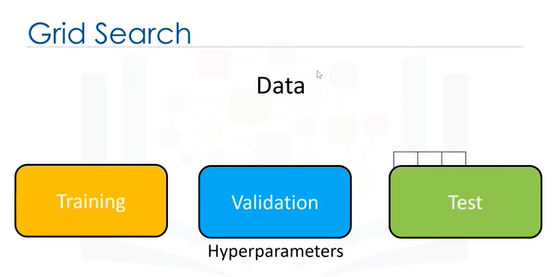 Grid Search
Data
Training
Validation
Test
Hyperparameters